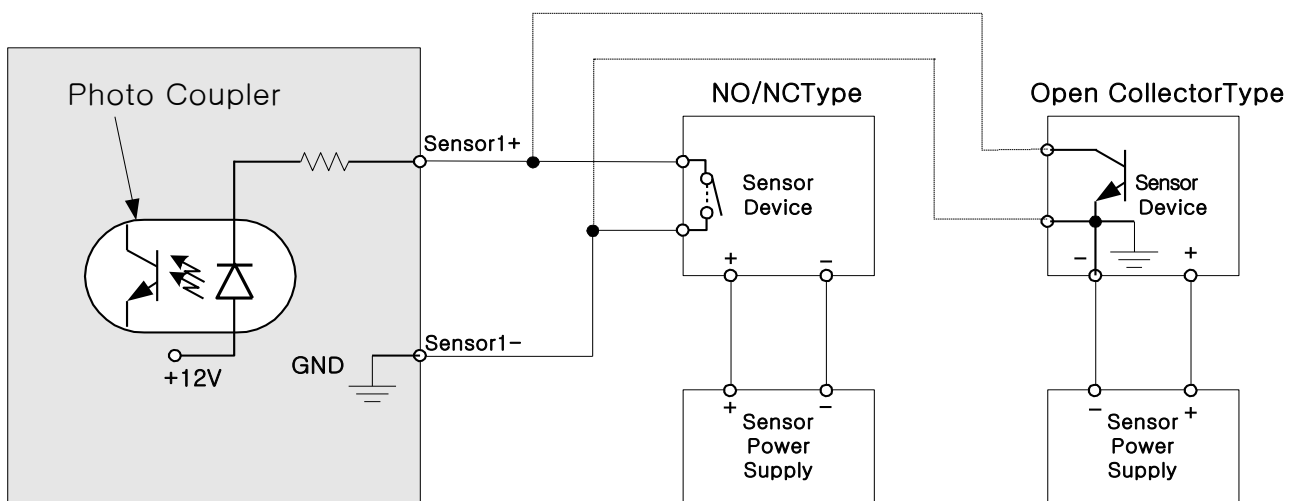 Photo Coupler
NO/NCType
Open CollectorType
Sensor1+
Sensor
Device
Sensor
Device
+
−
−
+
Sensor1−
GND
+12V
+
−
−
+
Sensor
Power
Supply
Sensor
Power
Supply